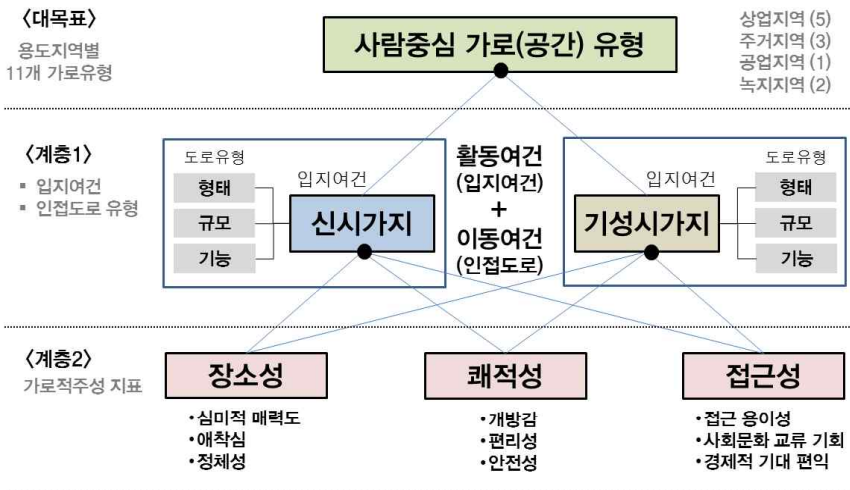 〈대목표〉
용도지역별
11개 가로유형
사람중심 가로(공간) 유형
상업지역 (5)
주거지역 (3)
공업지역 (1)
녹지지역 (2)
〈계층1〉
▪ 입지여건
▪ 인접도로 유형
도로유형
형태
규모
기능
입지여건
신시가지
활동여건
(입지여건)
+
이동여건
(인접도로)
입지여건
기성시가지
도로유형
형태
규모
기능
〈계층2〉
가로적주성 지표
장소성
•심미적 매력도
•애착심
•정체성
쾌적성
•개방감
•편리성
•안전성
접근성
•접근 용이성
•사회문화 교류 기회
•경제적 기대 편익